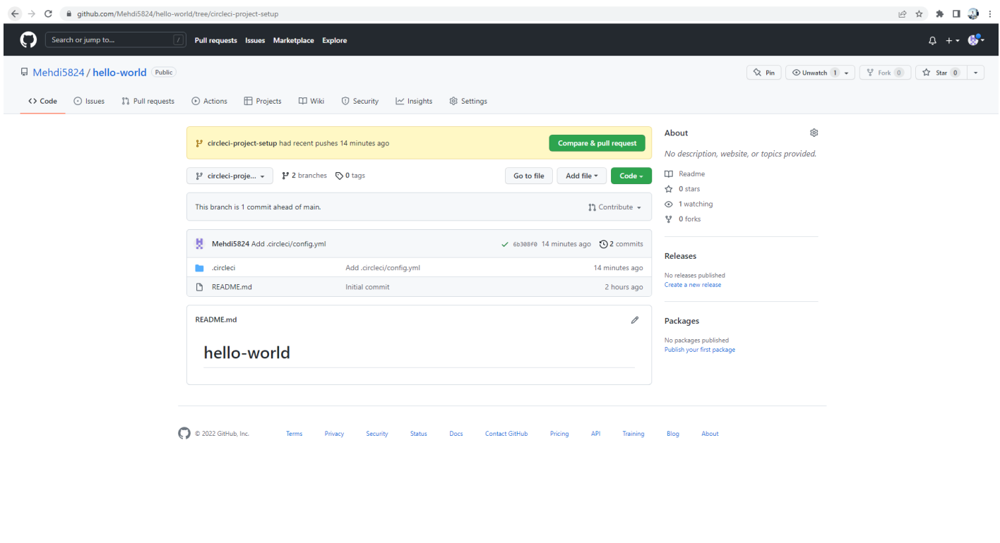 github.com/Mehdi5824/hello-world/tree/circleci-project-setup
Search or jump to... / Pull requests Issues Marketplace Explore
Mehdi5824 / hello-world Public Pin Unwatch 1 Fork 0 Star 0
<> Code Issues Pull requests Actions Projects Wiki Security Insights Settings
circleci-project-setup had recent pushes 14 minutes ago Compare & pull request
circleci-proje... 2 branches 0 tags Go to file Add file Code
This branch is 1 commit ahead of main. Contribute
Mehdi5824 Add .circleci/config.yml 6b308f0 14 minutes ago 2 commits
.circleci Add .circleci/config.yml 14 minutes ago
README.md Initial commit 2 hours ago
README.md
hello-world
About
No description, website, or topics provided.
Readme
0 stars
1 watching
0 forks
Releases
No releases published
Create a new release
Packages
No packages published
Publish your first package
© 2022 GitHub, Inc. Terms Privacy Security Status Docs Contact GitHub Pricing API Training Blog About